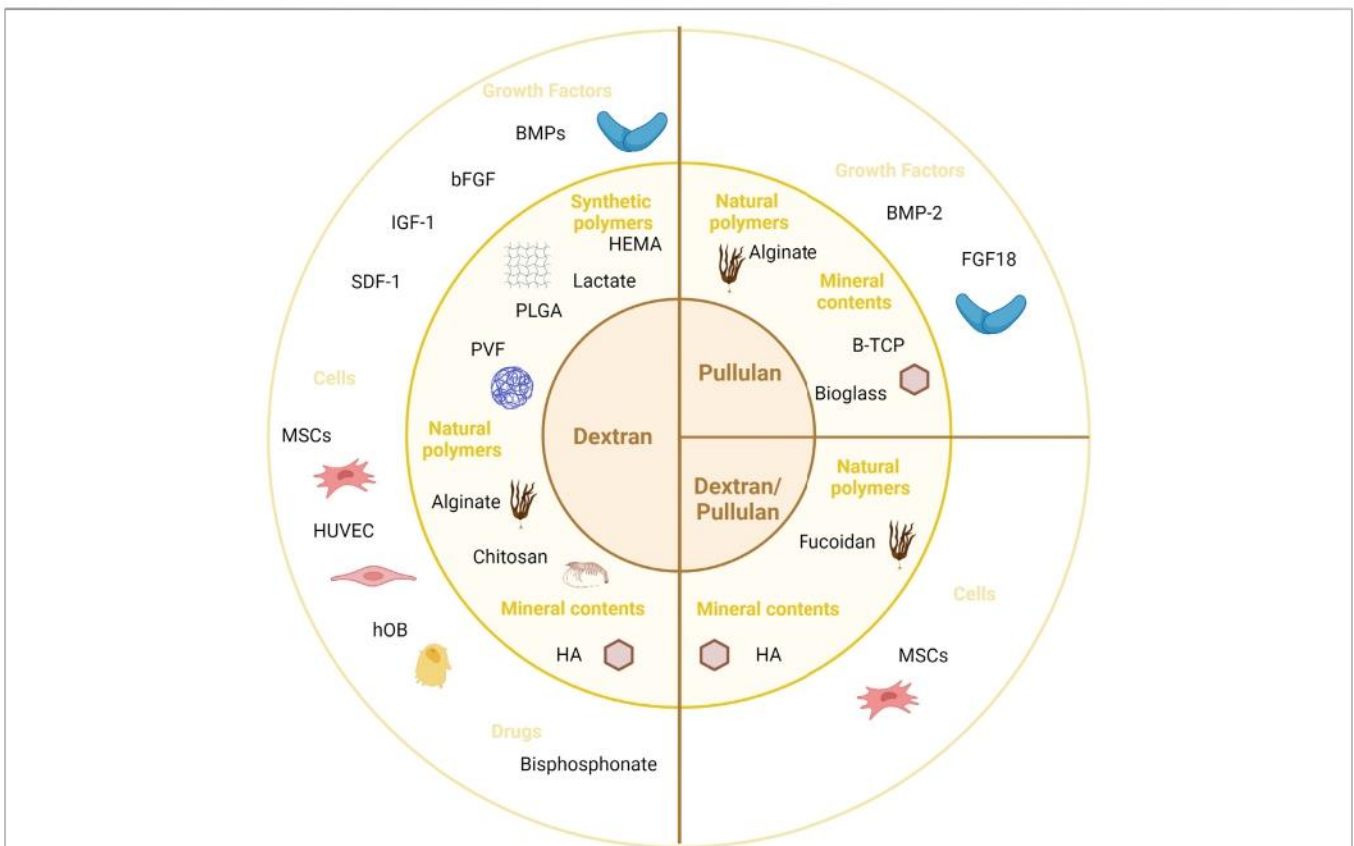 Growth Factors
BMPs
bFGF
IGF-1
SDF-1
Cells
MSCs
HUVEC
hOB
Drugs
Bisphosphonate
Synthetic
polymers
HEMA
Lactate
PLGA
PVF
Natural
polymers
Alginate
Chitosan
Mineral contents
HA
Dextran
Growth Factors
BMP-2
FGF18
Natural
polymers
Alginate
Mineral
contents
B-TCP
Bioglass
Pullulan
Dextran/
Pullulan
Natural
polymers
Fucoidan
Mineral contents
HA
Cells
MSCs